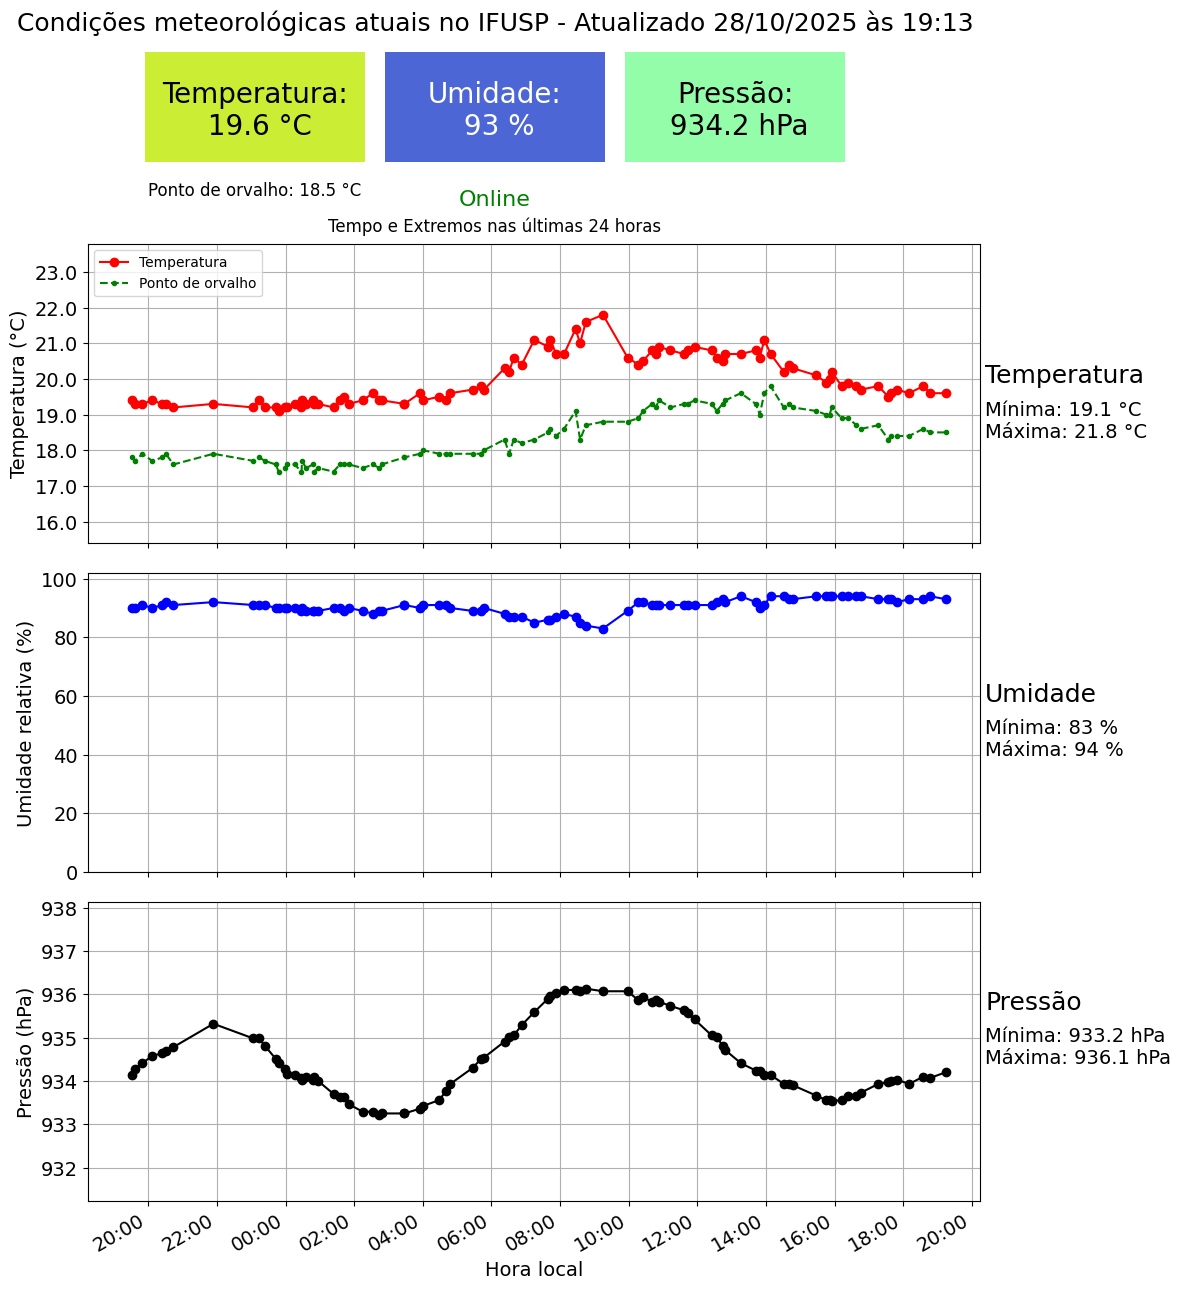 Condições meteorológicas atuais no IFUSP - Atualizado 28/10/2025 às 19:13
Temperatura:
19.6 °C
Umidade:
93 %
Pressão:
934.2 hPa
Ponto de orvalho: 18.5 °C
Online
Tempo e Extremos nas últimas 24 horas
Temperatura (°C)
23.0
22.0
21.0
20.0
19.0
18.0
17.0
16.0
Temperatura
Ponto de orvalho
Temperatura
Mínima: 19.1 °C
Máxima: 21.8 °C
Umidade relativa (%)
100
80
60
40
20
0
Umidade
Mínima: 83 %
Máxima: 94 %
Pressão (hPa)
938
937
936
935
934
933
932
Pressão
Mínima: 933.2 hPa
Máxima: 936.1 hPa
20:00 22:00 00:00 02:00 04:00 06:00 08:00 10:00 12:00 14:00 16:00 18:00 20:00
Hora local